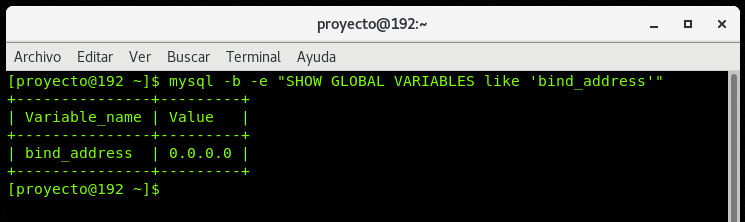 proyecto@192:~
Archivo Editar Ver Buscar Terminal Ayuda
[proyecto@192 ~]$ mysql -b -e "SHOW GLOBAL VARIABLES like 'bind_address'"
+---------------+---------+
| Variable_name | Value   |
+---------------+---------+
| bind_address  | 0.0.0.0 |
+---------------+---------+
[proyecto@192 ~]$